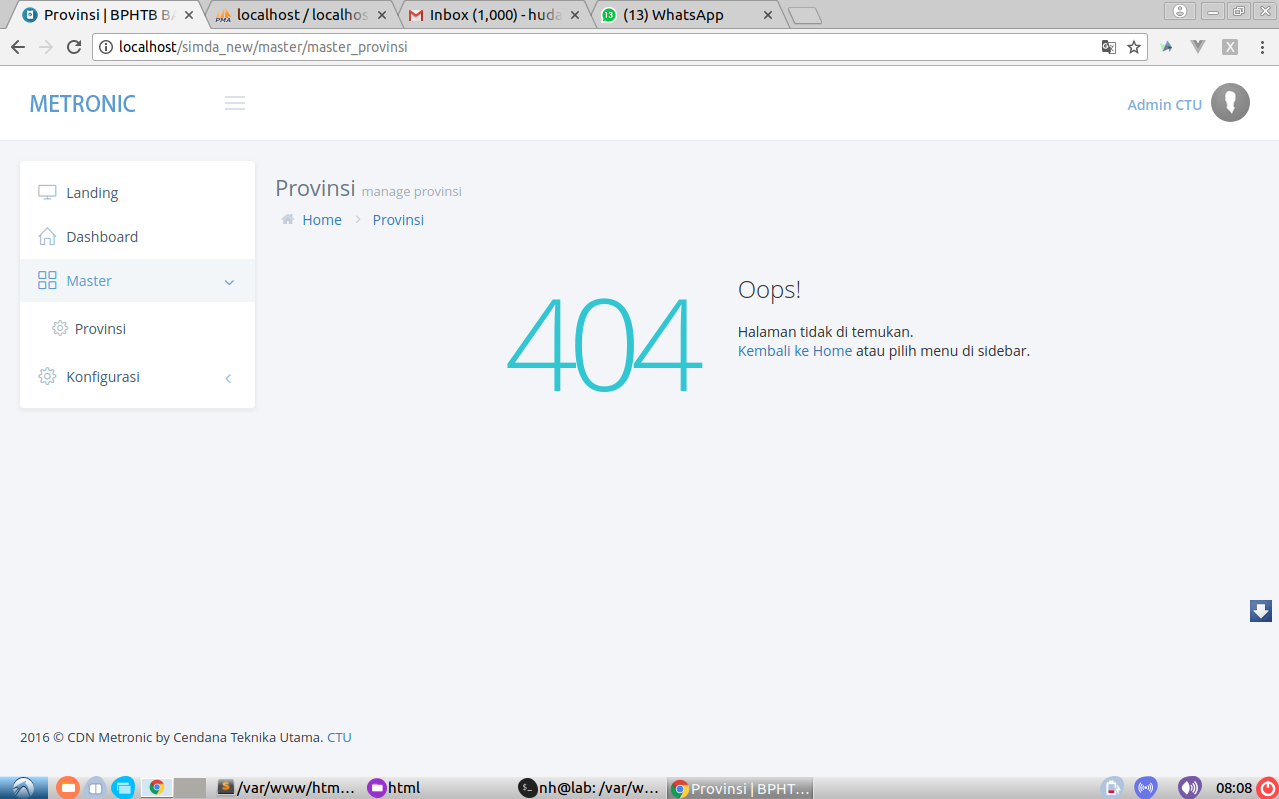 Provinsi | BPHTB BA
localhost / localhos
Inbox (1,000) - huda
(13) WhatsApp
localhost/simda_new/master/master_provinsi
METRONIC
Admin CTU
Landing
Dashboard
Master
Provinsi
Konfigurasi
Provinsi manage provinsi
Home > Provinsi
404
Oops!
Halaman tidak di temukan.
Kembali ke Home atau pilih menu di sidebar.
2016 © CDN Metronic by Cendana Teknika Utama. CTU
/var/www/htm...
html
nh@lab: /var/w...
Provinsi | BPHT...
08:08